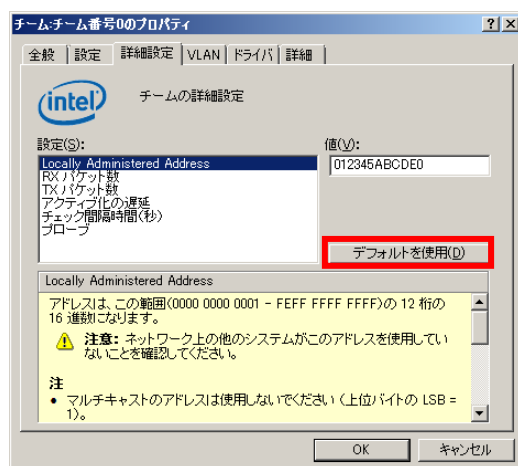 チーム:チーム番号0のプロパティ
全般 設定 詳細設定 VLAN ドライバ 詳細
intel チームの詳細設定
設定(S): 値(V):
Locally Administered Address 012345ABCDE0
RX パケット数
TX パケット数
アクティブ化の遅延
チェック間隔時間(秒)
プローブ
デフォルトを使用(D)
Locally Administered Address
アドレスは、この範囲(0000 0000 0001 - FEFF FFFF FFFF)の 12 桁の
16 進数になります。
注意: ネットワーク上の他のシステムがこのアドレスを使用してい
ないことを確認してください。
注
• マルチキャストのアドレスは使用しないでください (上位バイトの LSB =
1)。
OK キャンセル